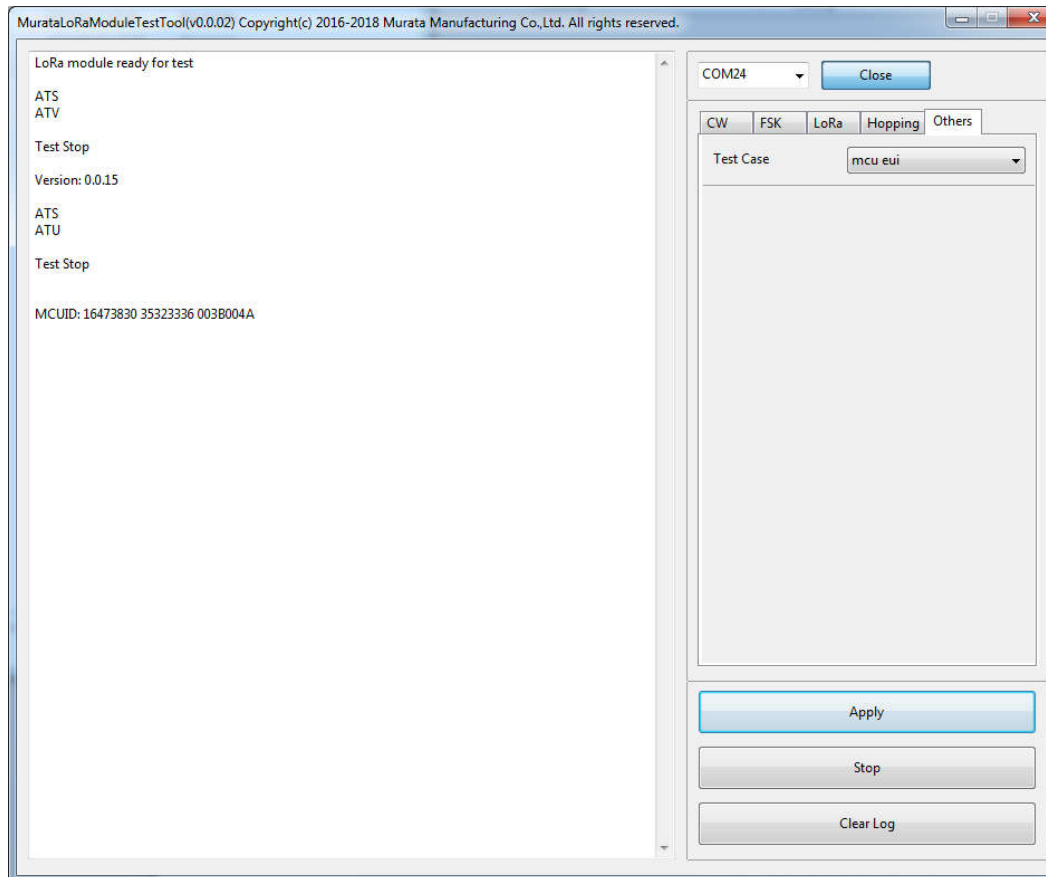 MurataLoRaModuleTestTool(v0.0.02) Copyright(c) 2016-2018 Murata Manufacturing Co.,Ltd. All rights reserved.
LoRa module ready for test
ATS
ATV
Test Stop
Version: 0.0.15
ATS
ATU
Test Stop
MCUID: 16473830 35323336 003B004A
COM24
Close
CW FSK LoRa Hopping Others
Test Case mcu eui
Apply
Stop
Clear Log